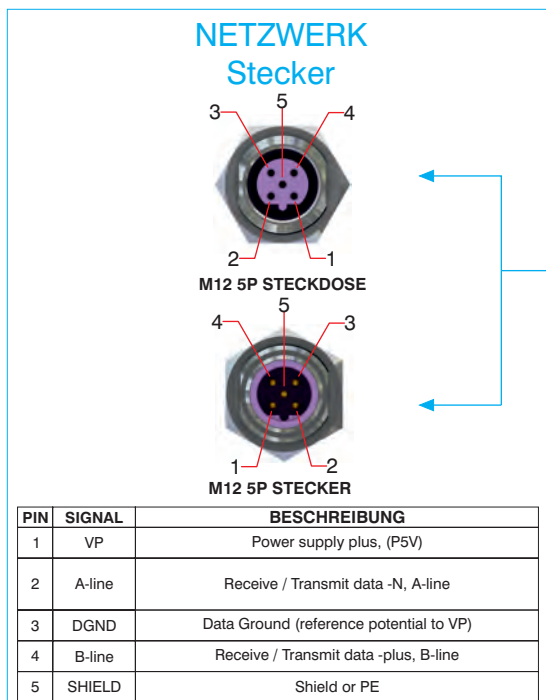 NETZWERK
Stecker
5
3 4
2 1
M12 5P STECKDOSE
5
4 3
1 2
M12 5P STECKER
PIN SIGNAL BESCHREIBUNG
1 VP Power supply plus, (P5V)
2 A-line Receive / Transmit data -N, A-line
3 DGND Data Ground (reference potential to VP)
4 B-line Receive / Transmit data -plus, B-line
5 SHIELD Shield or PE